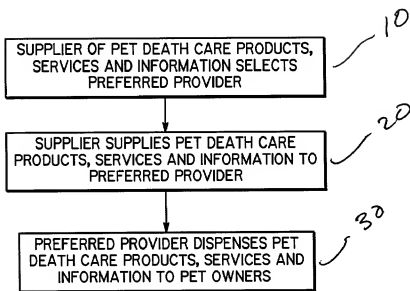 SUPPLIER OF PET DEATH CARE PRODUCTS,
SERVICES AND INFORMATION SELECTS
PREFERRED PROVIDER
10
SUPPLIER SUPPLIES PET DEATH CARE
PRODUCTS, SERVICES AND INFORMATION TO
PREFERRED PROVIDER
20
PREFERRED PROVIDER DISPENSES PET
DEATH CARE PRODUCTS, SERVICES AND
INFORMATION TO PET OWNERS
30